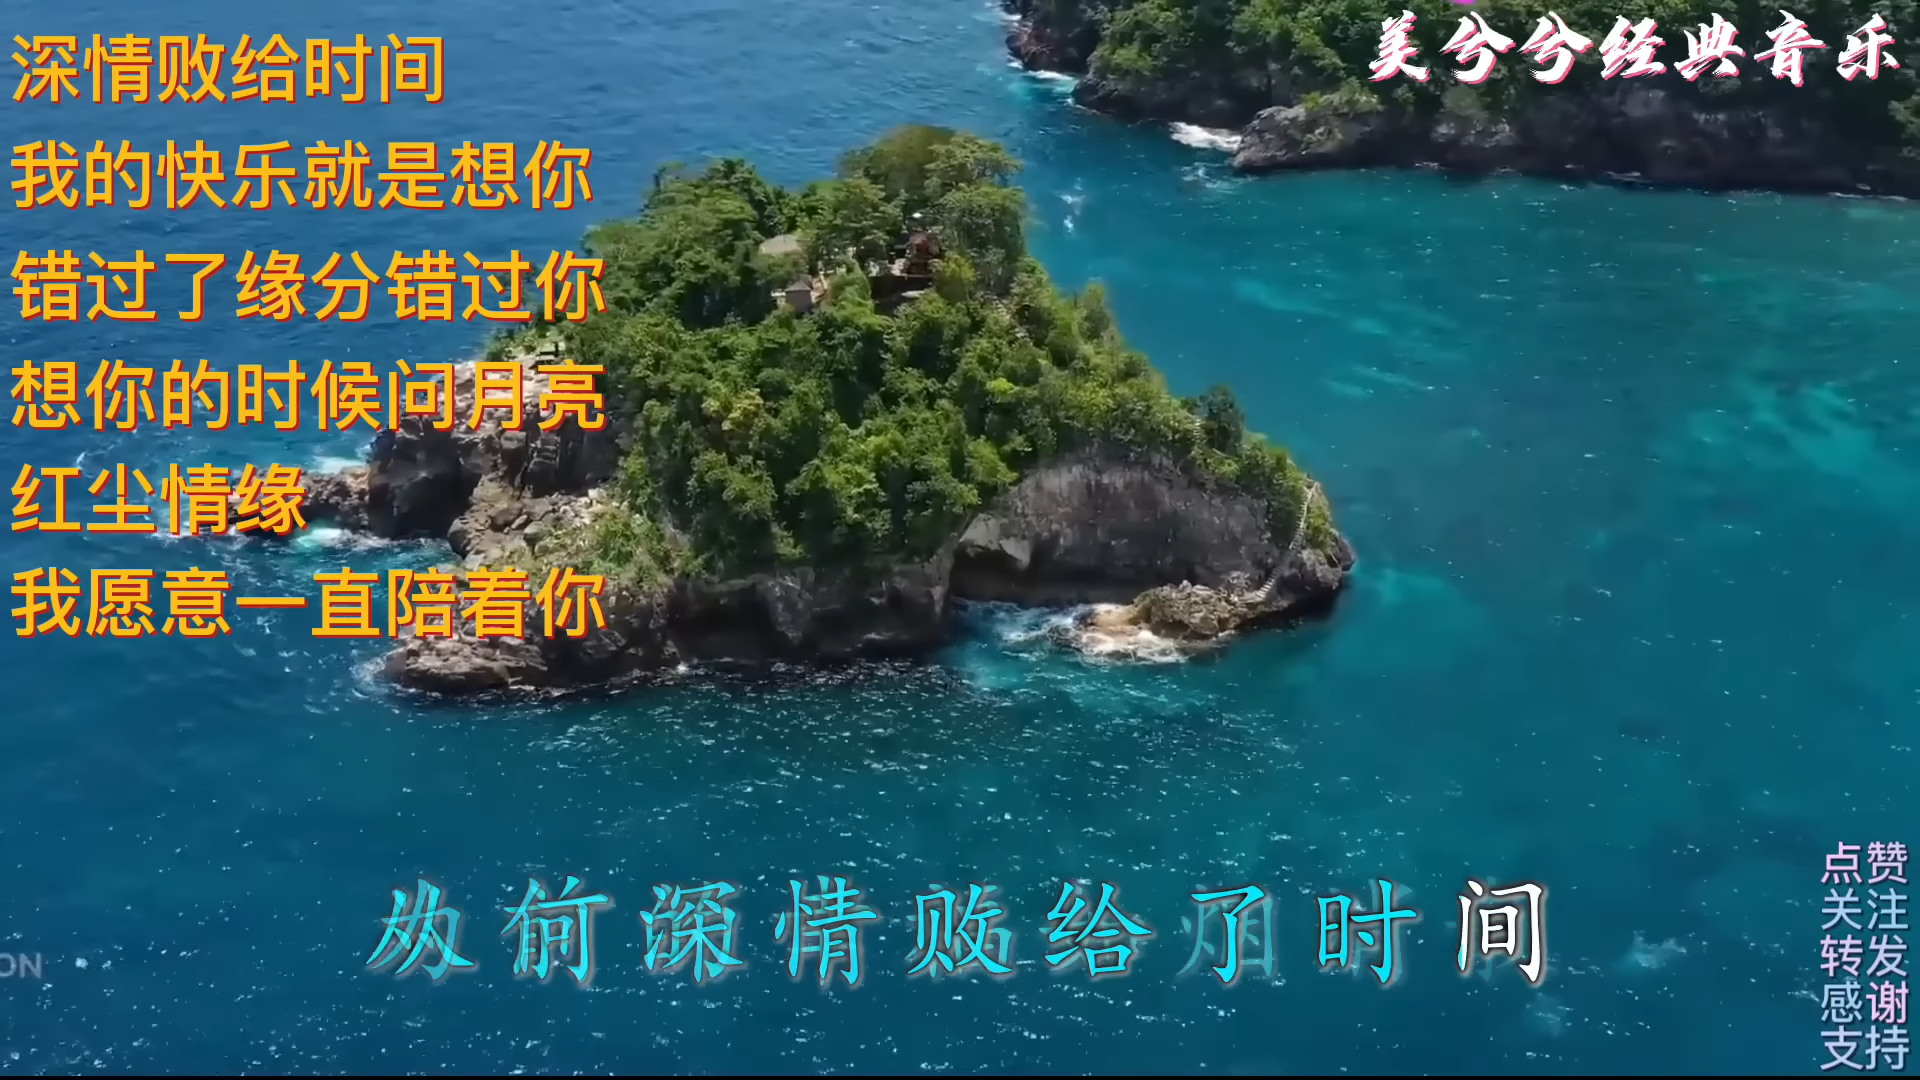 深情败给时间
美兮兮经典音乐
我的快乐就是想你
错过了缘分错过你
想你的时候问月亮
红尘情缘
我愿意一直陪着你
深情败给了时间
点赞
关注
转发
感谢
支持
ON